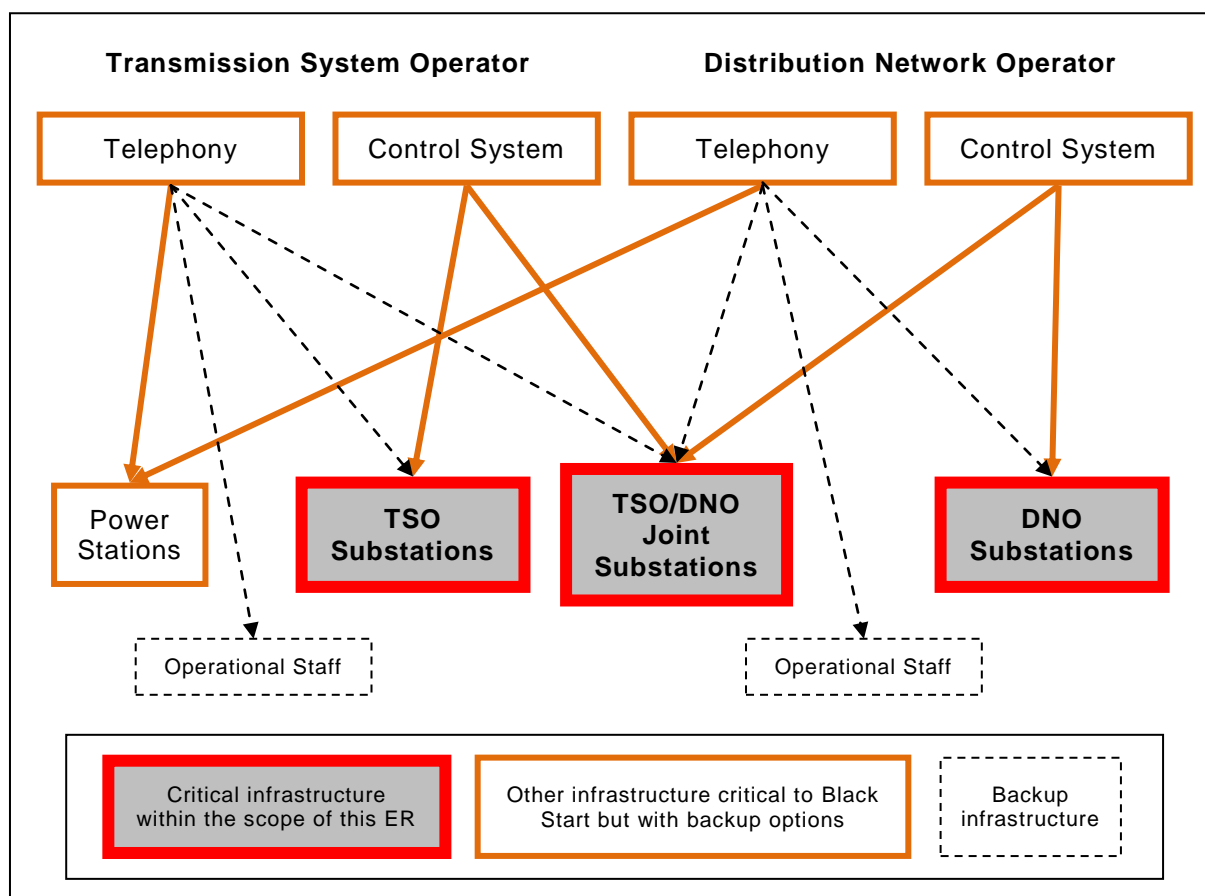 Transmission System Operator
Distribution Network Operator
Telephony
Control System
Telephony
Control System
Power
Stations
TSO
Substations
TSO/DNO
Joint
Substations
DNO
Substations
Operational Staff
Operational Staff
Critical infrastructure
within the scope of this ER
Other infrastructure critical to Black
Start but with backup options
Backup
infrastructure